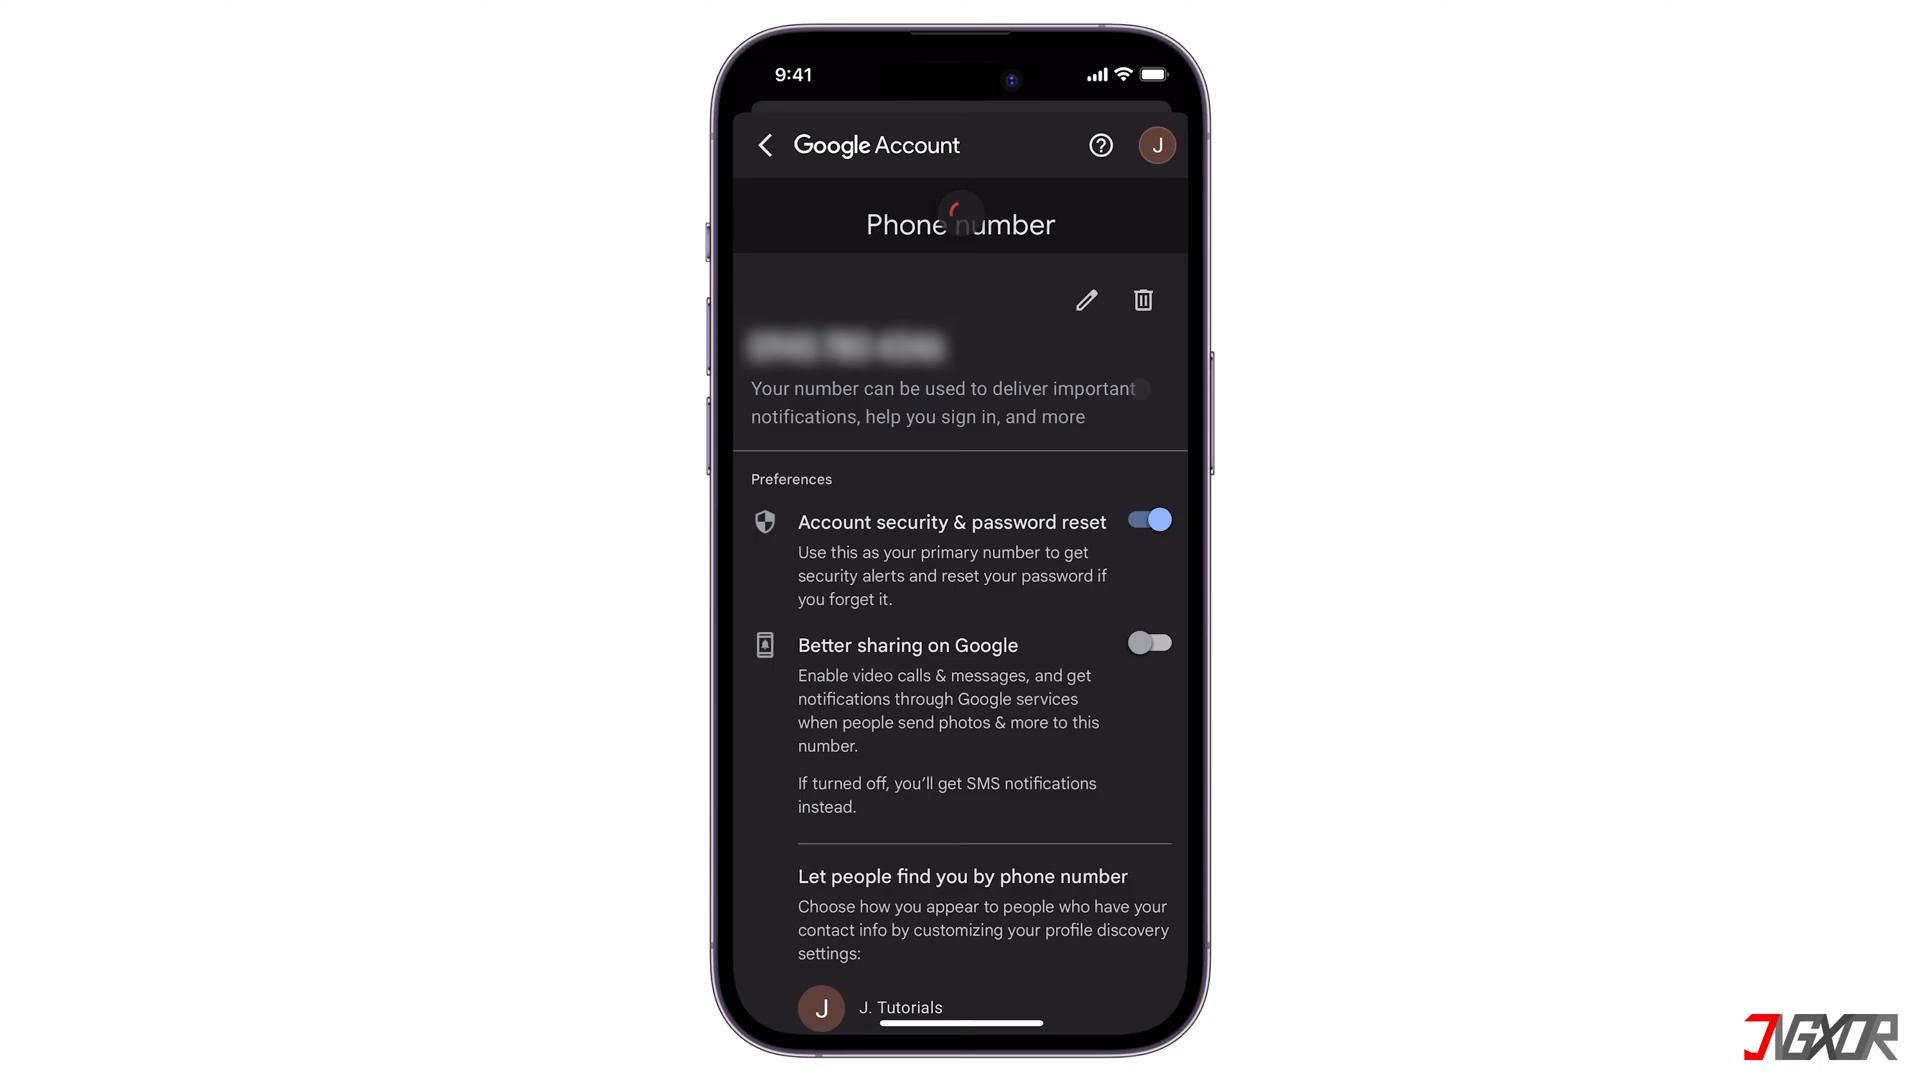 9:41
Google Account
J
Phone number
Your number can be used to deliver important
notifications, help you sign in, and more
Preferences
Account security & password reset
Use this as your primary number to get
security alerts and reset your password if
you forget it.
Better sharing on Google
Enable video calls & messages, and get
notifications through Google services
when people send photos & more to this
number.
If turned off, you’ll get SMS notifications
instead.
Let people find you by phone number
Choose how you appear to people who have your
contact info by customizing your profile discovery
settings:
J
J. Tutorials
JVGXOR